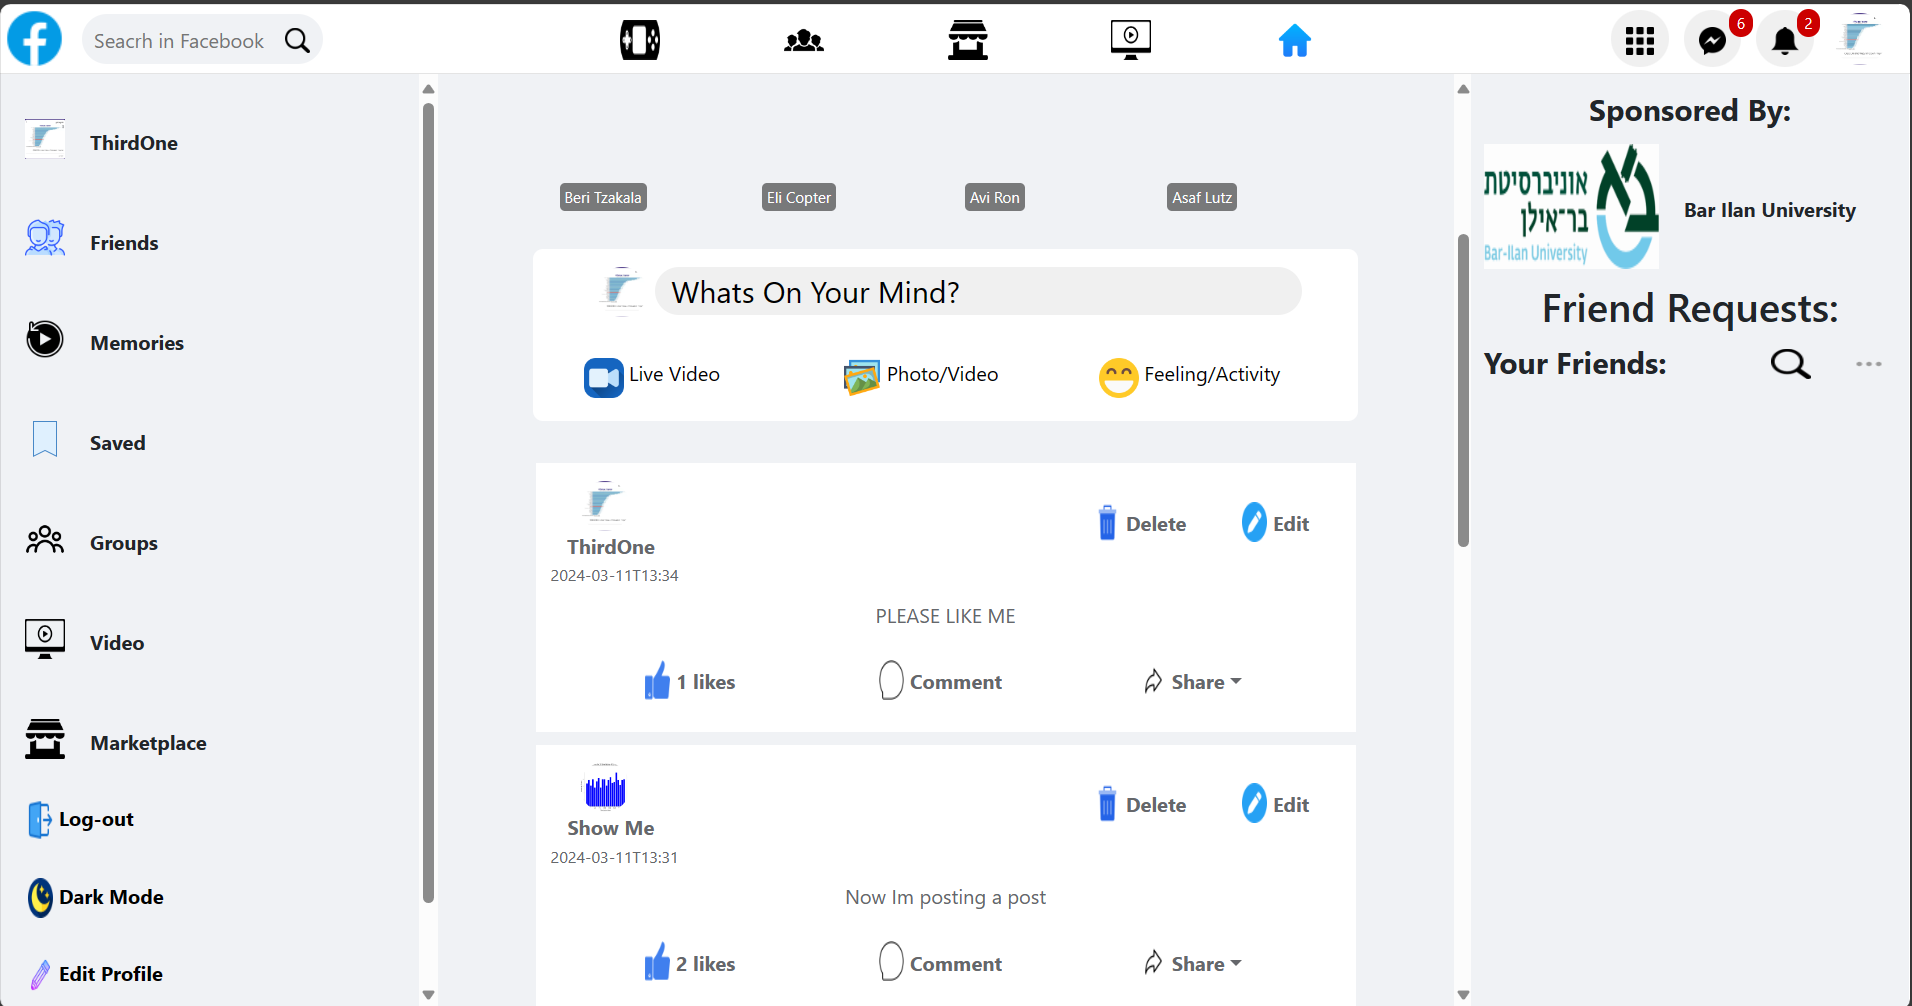 Seacrh in Facebook
6
2
ThirdOne
Friends
Memories
Saved
Groups
Video
Marketplace
Log-out
Dark Mode
Edit Profile
Beri Tzakala
Eli Copter
Avi Ron
Asaf Lutz
Whats On Your Mind?
Live Video
Photo/Video
Feeling/Activity
ThirdOne
2024-03-11T13:34
Delete
Edit
PLEASE LIKE ME
1 likes
Comment
Share
Show Me
2024-03-11T13:31
Delete
Edit
Now Im posting a post
2 likes
Comment
Share
Sponsored By:
אוניברסיטת
בר-אילן
Bar-Ilan University
Bar Ilan University
Friend Requests:
Your Friends: